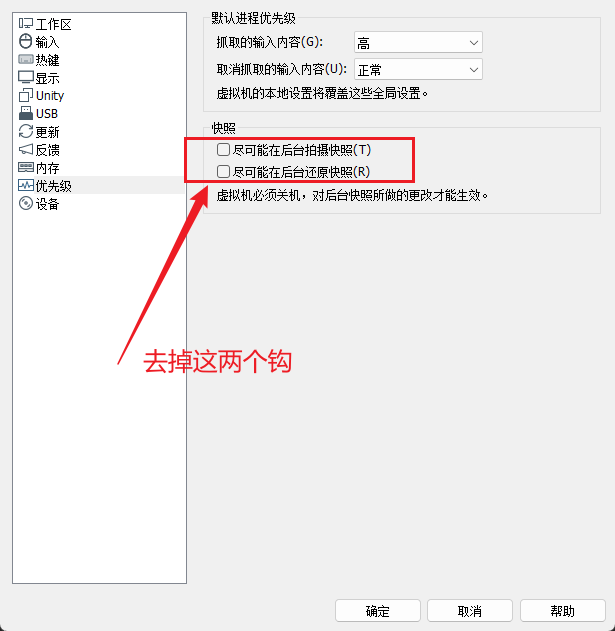 工作区
输入
热键
显示
Unity
USB
更新
反馈
内存
优先级
设备
默认进程优先级
抓取的输入内容(G):
高
取消抓取的输入内容(U):
正常
虚拟机的本地设置将覆盖这些全局设置。
快照
尽可能在后台拍摄快照(T)
尽可能在后台还原快照(R)
虚拟机必须关机，对后台快照所做的更改才能生效。
去掉这两个钩
确定
取消
帮助